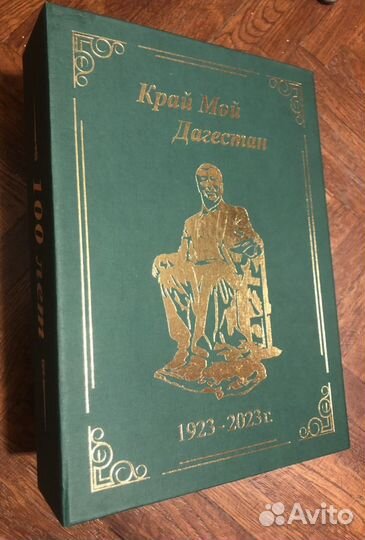 Край Мой
Дагестан
1923 - 2023 г.
100 лет
Avito